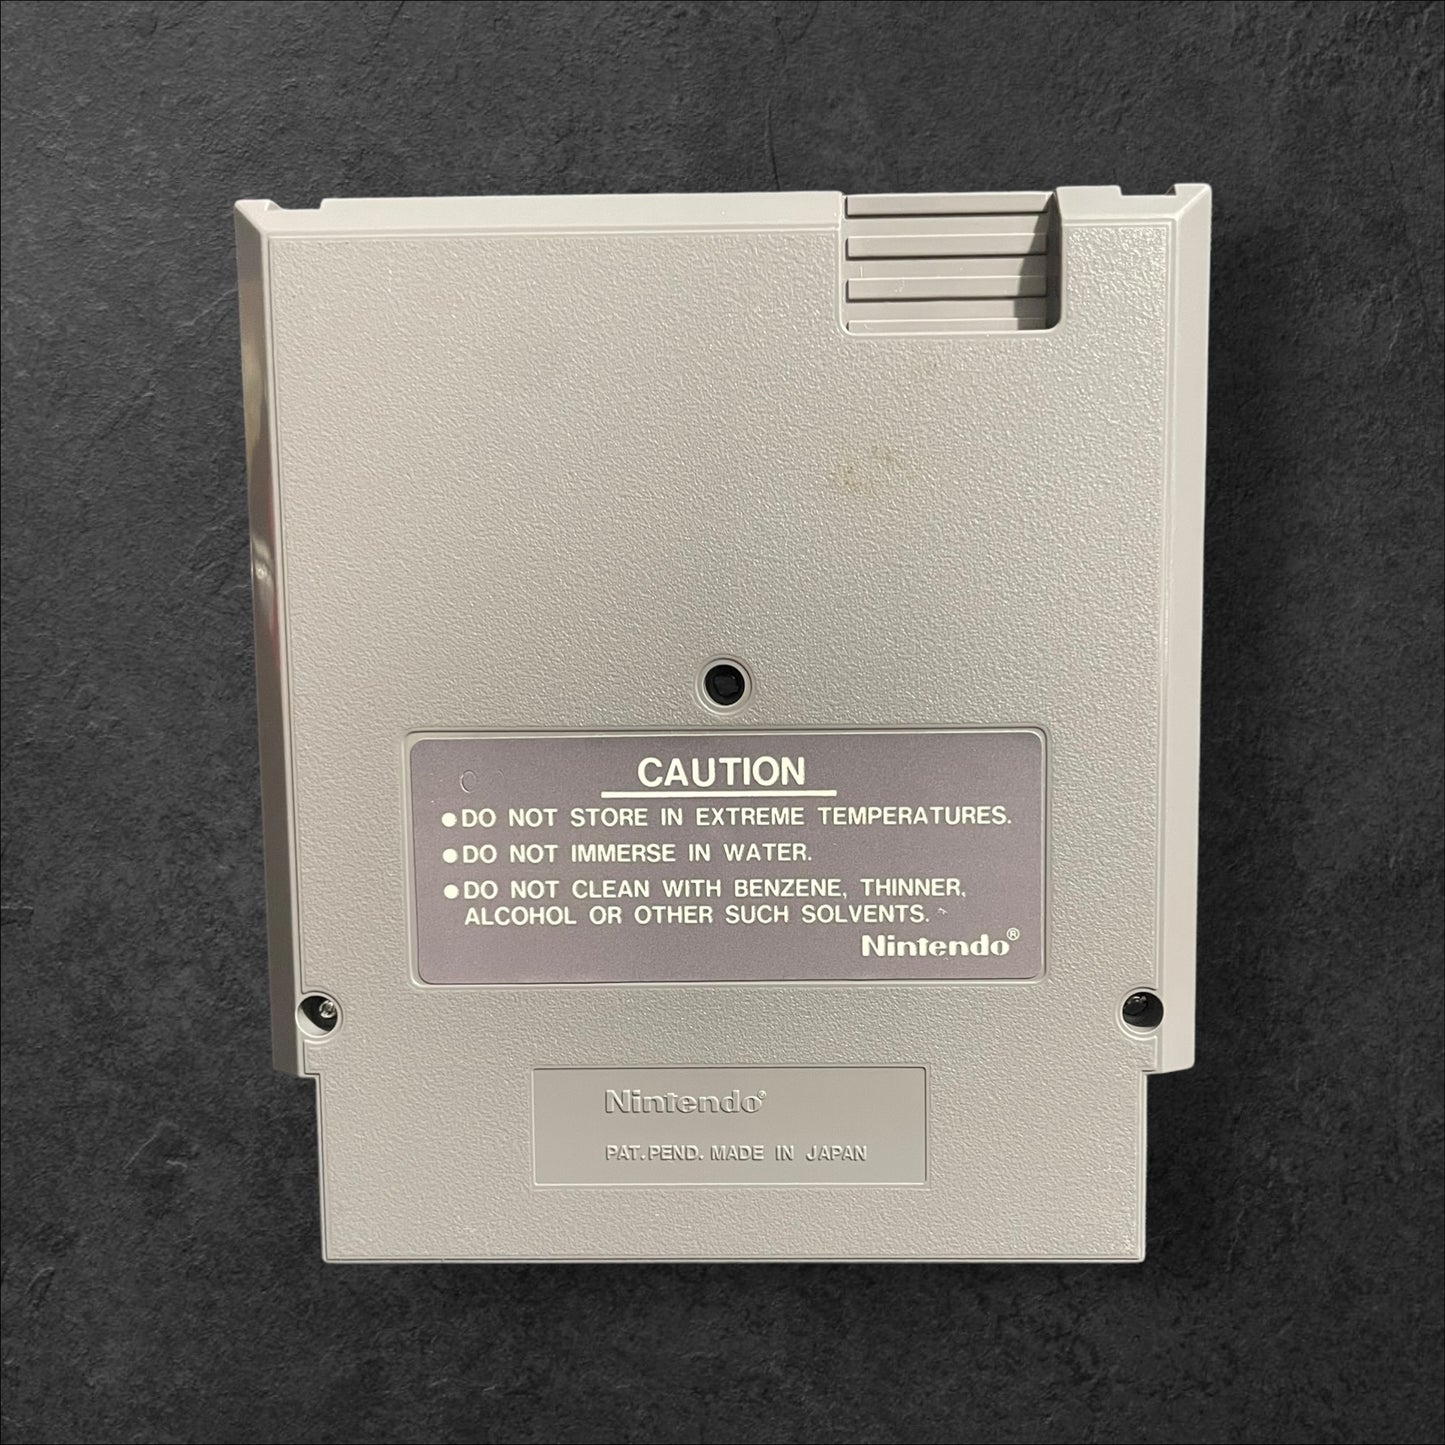 CAUTION
●DO NOT STORE IN EXTREME TEMPERATURES.
●DO NOT IMMERSE IN WATER.
●DO NOT CLEAN WITH BENZENE, THINNER,
ALCOHOL OR OTHER SUCH SOLVENTS.
Nintendo®
Nintendo®
PAT. PEND. MADE IN JAPAN